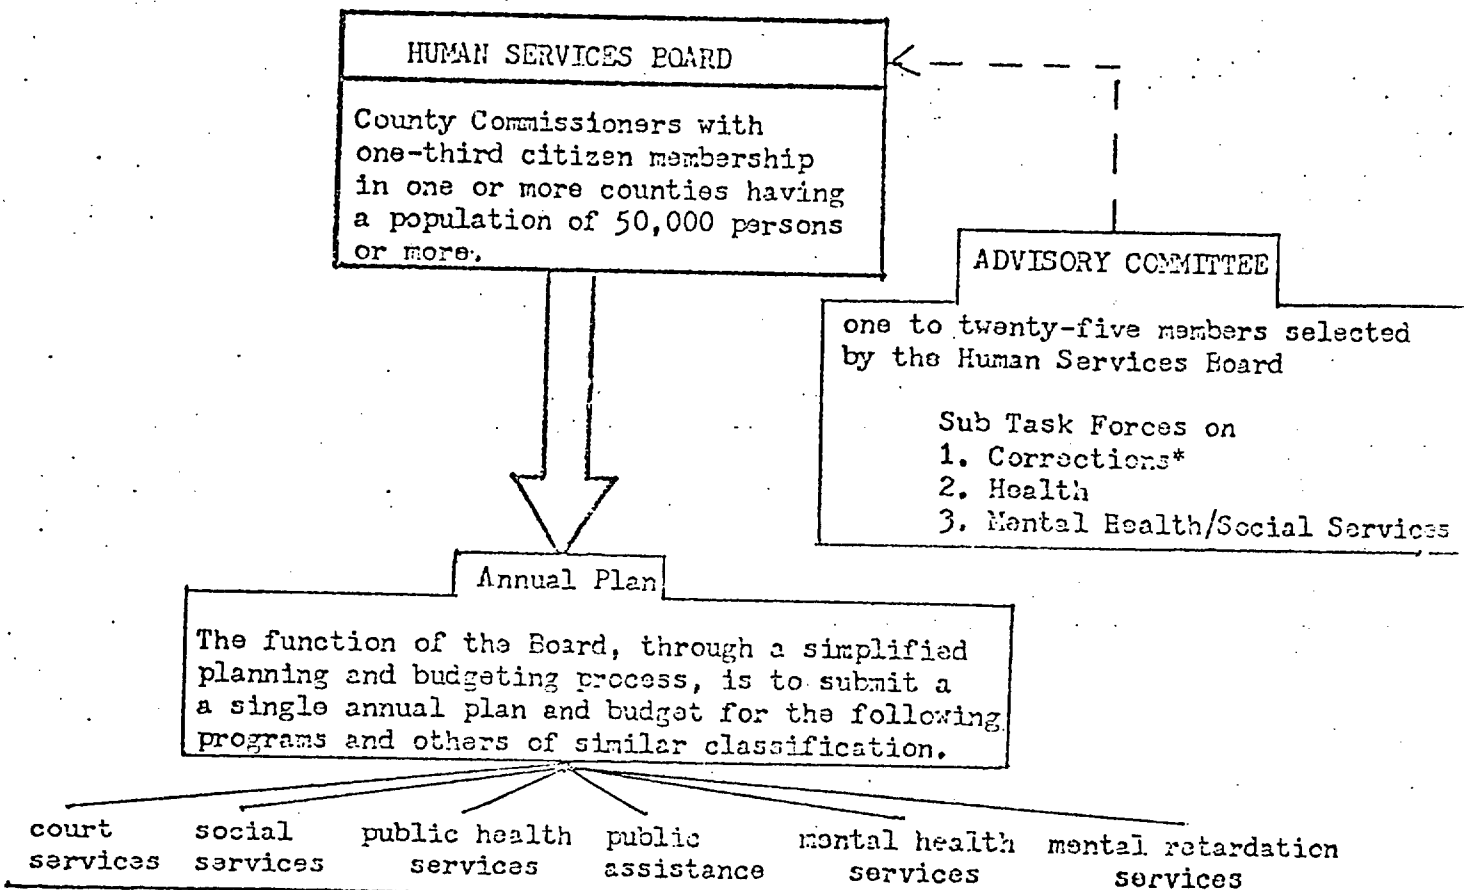 HUMAN SERVICES BOARD
County Commissioners with
one-third citizen membership
in one or more counties having
a population of 50,000 persons
or more.
ADVISORY COMMITTEE
one to twenty-five members selected
by the Human Services Board
Sub Task Forces on
1. Corrections*
2. Health
3. Mental Health/Social Services
Annual Plan
The function of the Board, through a simplified
planning and budgeting process, is to submit a
a single annual plan and budget for the following
programs and others of similar classification.
court services
social services
public health services
public assistance
mental health services
mental retardation services